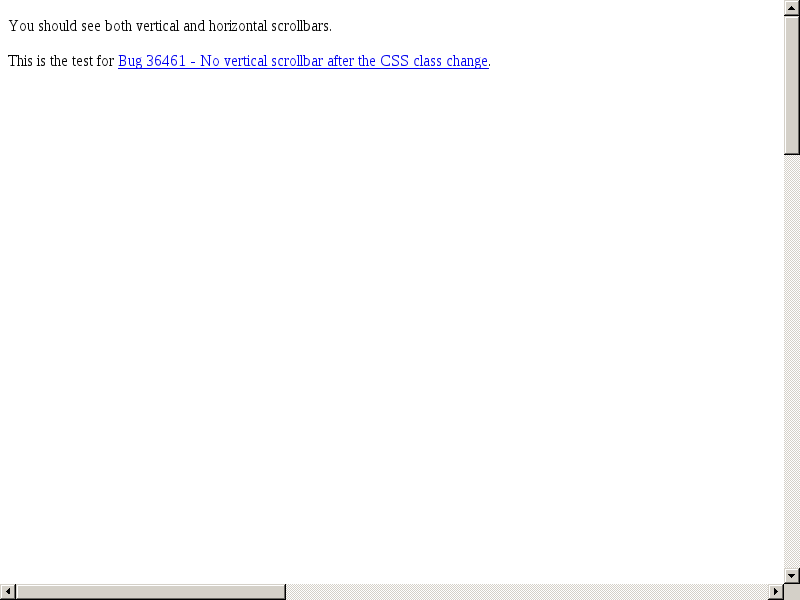 You should see both vertical and horizontal scrollbars.
This is the test for Bug 36461 - No vertical scrollbar after the CSS class change.